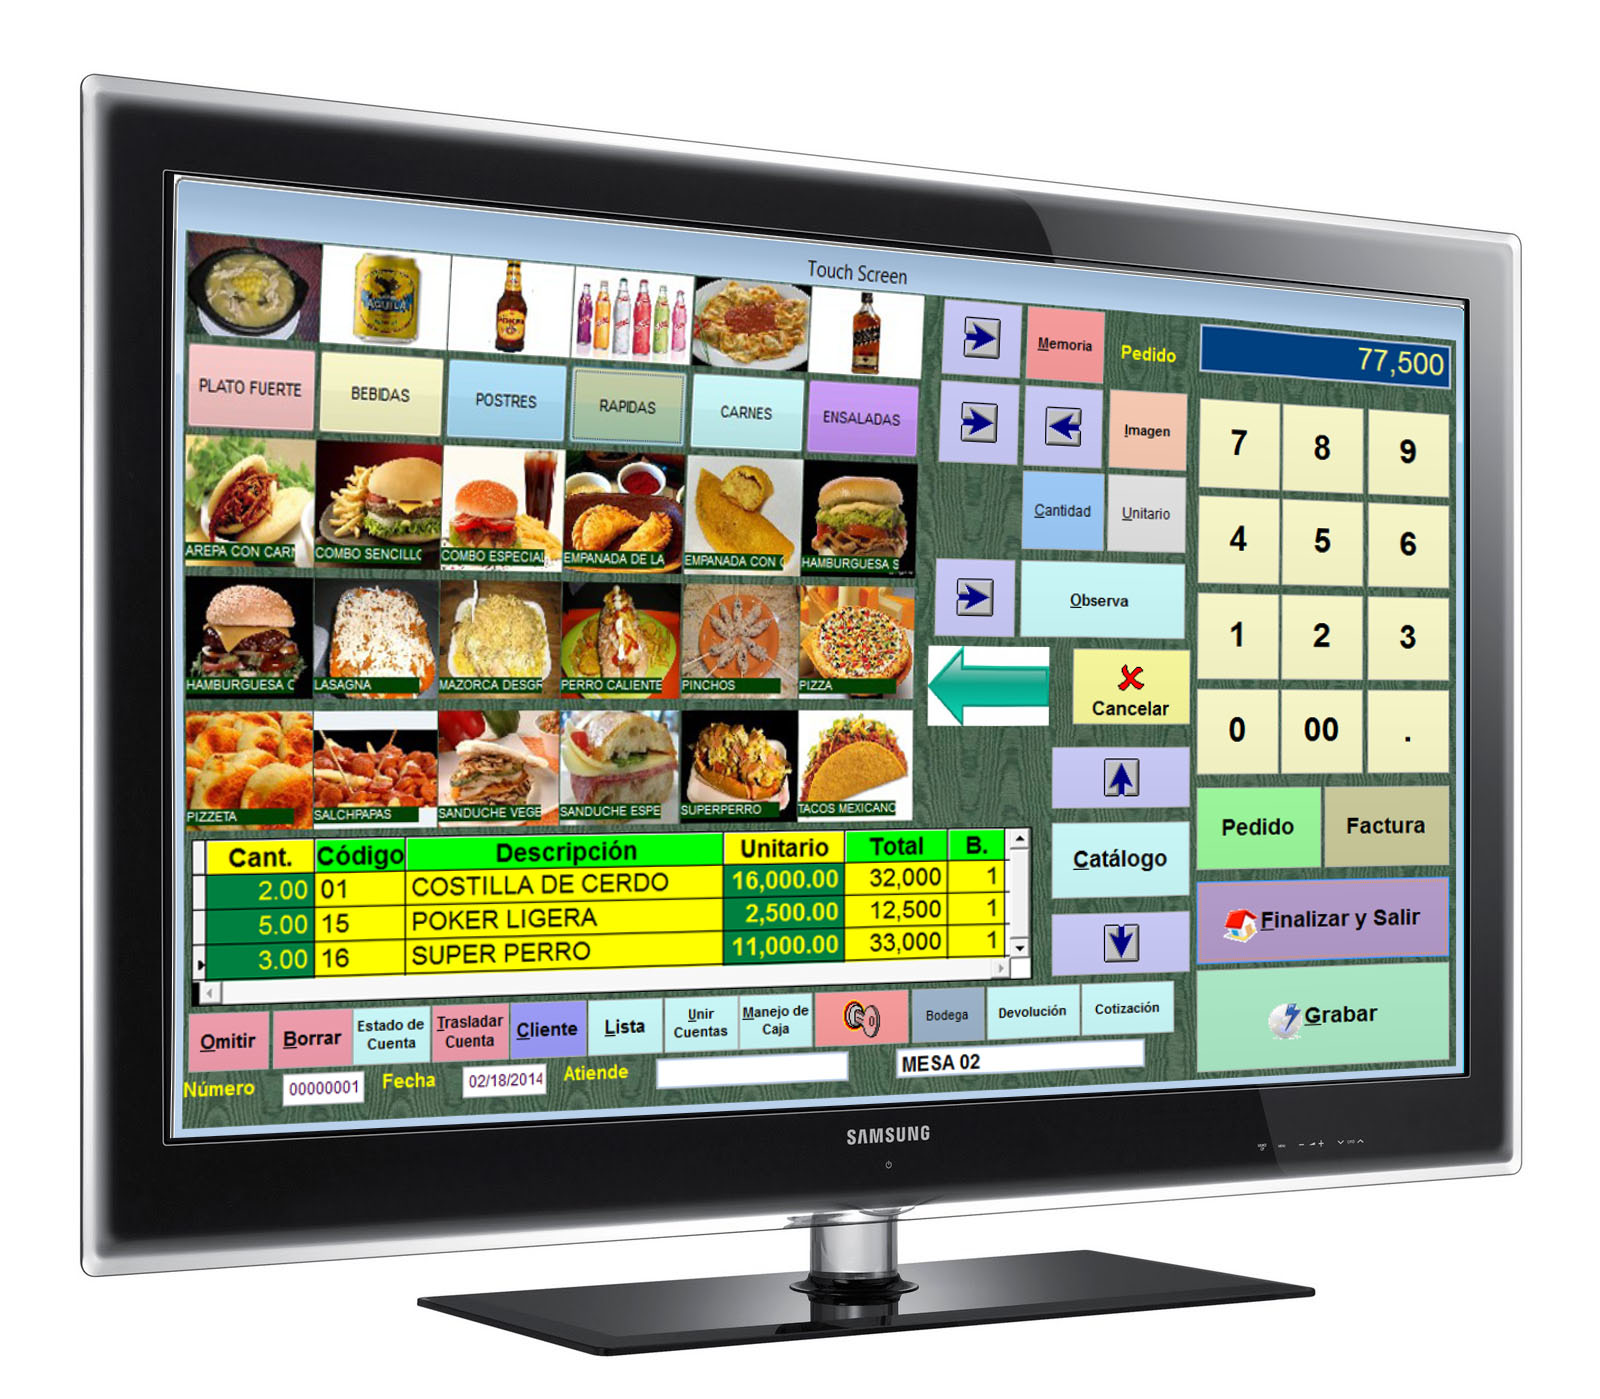 Touch Screen
AGUILA
POKER
PLATO FUERTE
BEBIDAS
POSTRES
RAPIDAS
CARNES
ENSALADAS
Memoria
Pedido
77,500
Imagen
Cantidad
Unitario
Observa
Cancelar
Catálogo
7 8 9
4 5 6
1 2 3
0 00 .
Pedido
Factura
Finalizar y Salir
Grabar
AREPA CON CARN
COMBO SENCILLO
COMBO ESPECIAL
EMPANADA DE LA
EMPANADA CON C
HAMBURGUESA S
HAMBURGUESA C
LASAGNA
MAZORCA DESGR
PERRO CALIENTE
PINCHOS
PIZZA
PIZZETA
SALCHPAPAS
SANDUCHE VEGE
SANDUCHE ESPE
SUPERPERRO
TACOS MEXICANO
Cant. Código Descripción Unitario Total B.
2.00 01 COSTILLA DE CERDO 16,000.00 32,000 1
5.00 15 POKER LIGERA 2,500.00 12,500 1
3.00 16 SUPER PERRO 11,000.00 33,000 1
Omitir
Borrar
Estado de
Cuenta
Trasladar
Cuenta
Cliente
Lista
Unir
Cuentas
Manejo de
Caja
Bodega
Devolución
Cotización
Número 00000001 Fecha 02/18/2014 Atiende
MESA 02
SAMSUNG